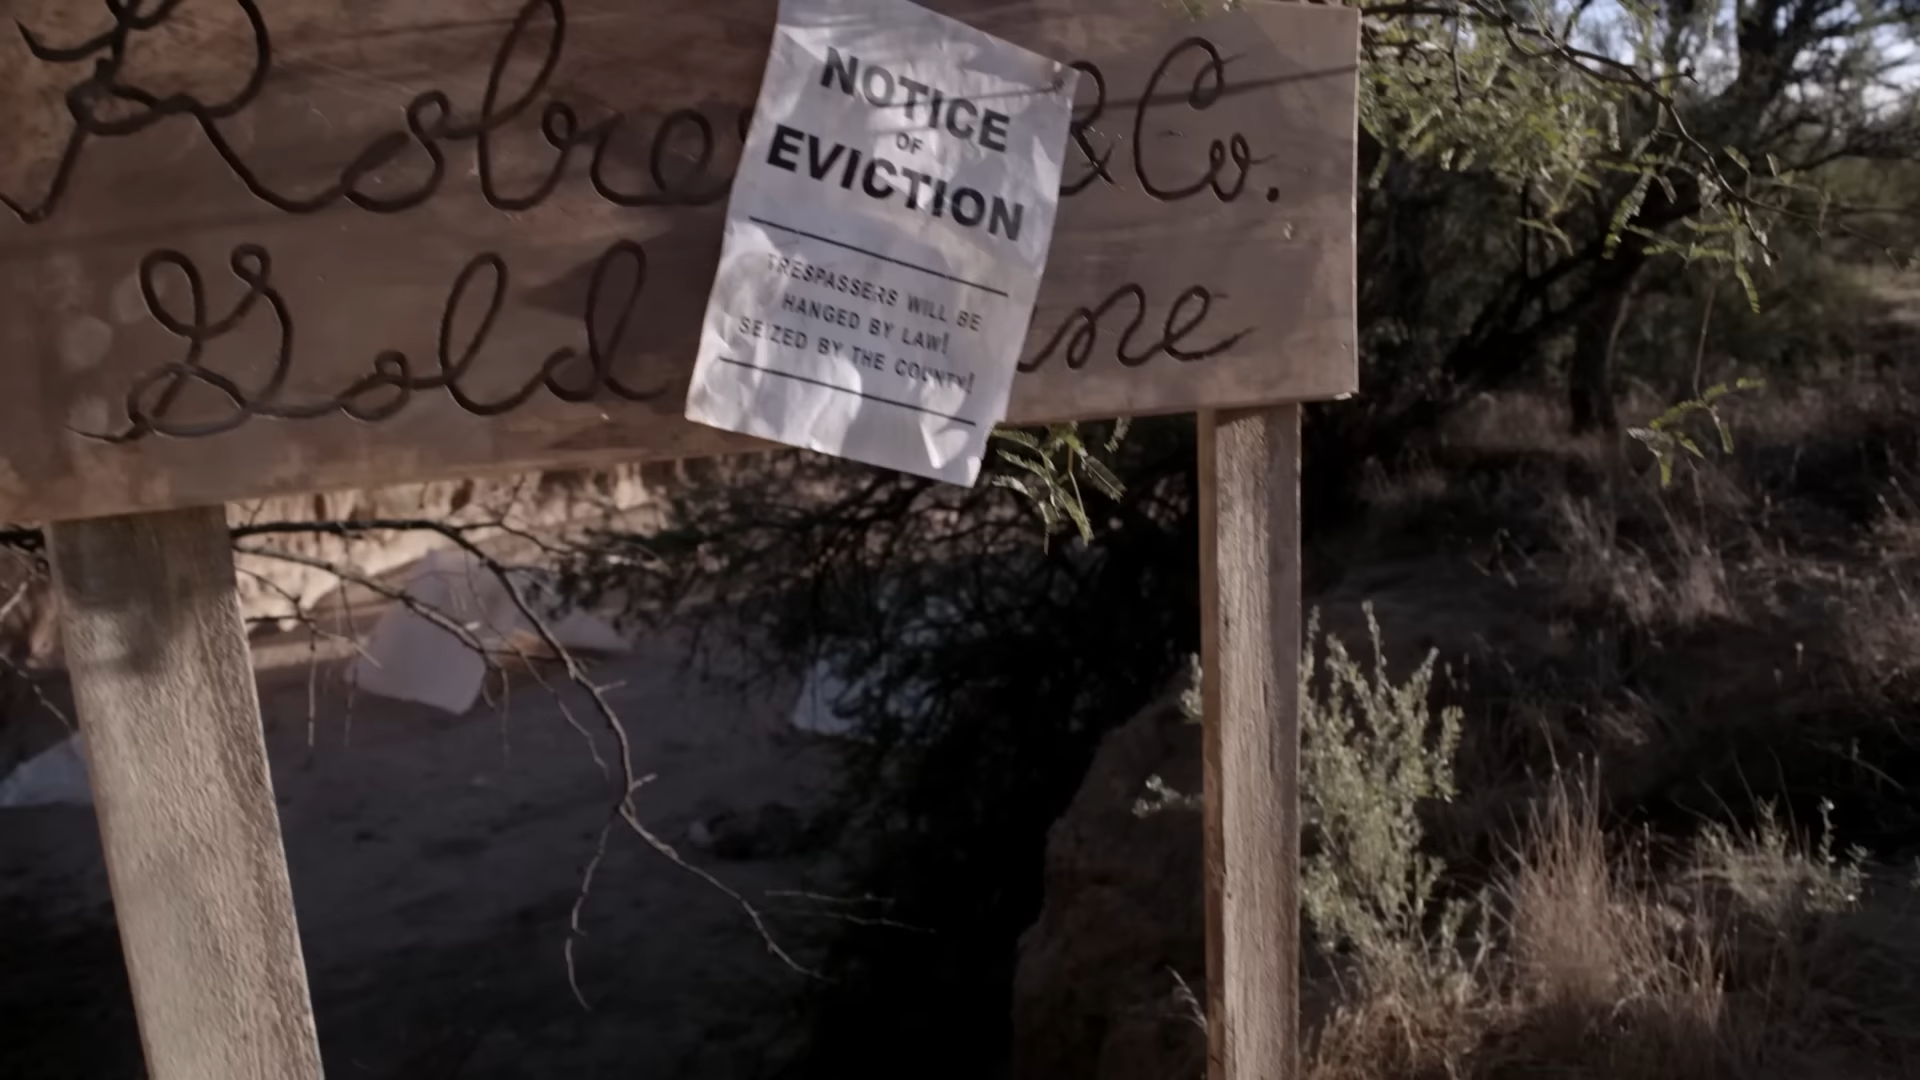 & Co.
Gold
NOTICE
OF
EVICTION
TRESPASSERS WILL BE
HANGED BY LAW!
SEIZED BY THE COUNTY!